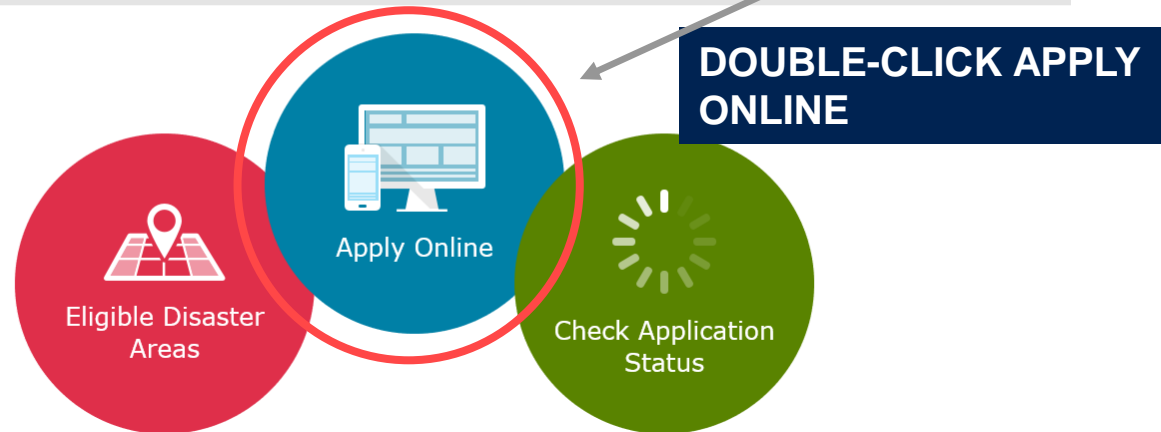 DOUBLE-CLICK APPLY
ONLINE
Apply Online
Eligible Disaster
Areas
Check Application
Status